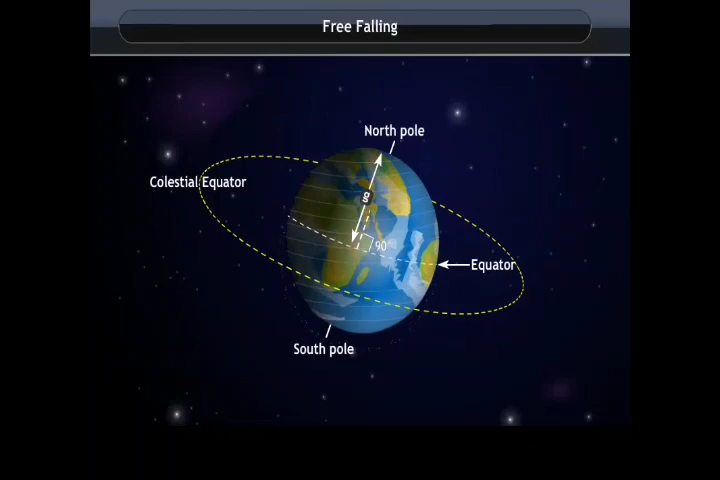 Free Falling
North pole
Colestial Equator
g
90°
Equator
South pole